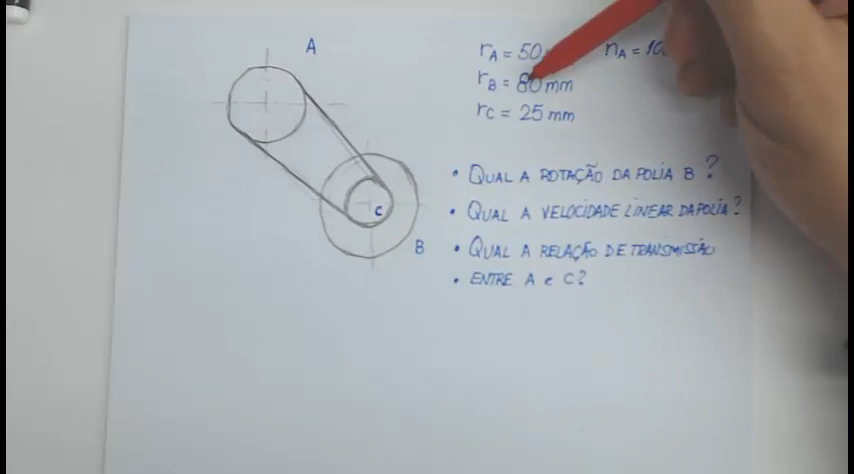 A
rA = 50
rB = 80 mm
rC = 25 mm
nA = 10
• QUAL A ROTAÇÃO DA POLIA B?
• QUAL A VELOCIDADE LINEAR DA POLIA?
• QUAL A RELAÇÃO DE TRANSMISSÃO
• ENTRE A e C?
C
B